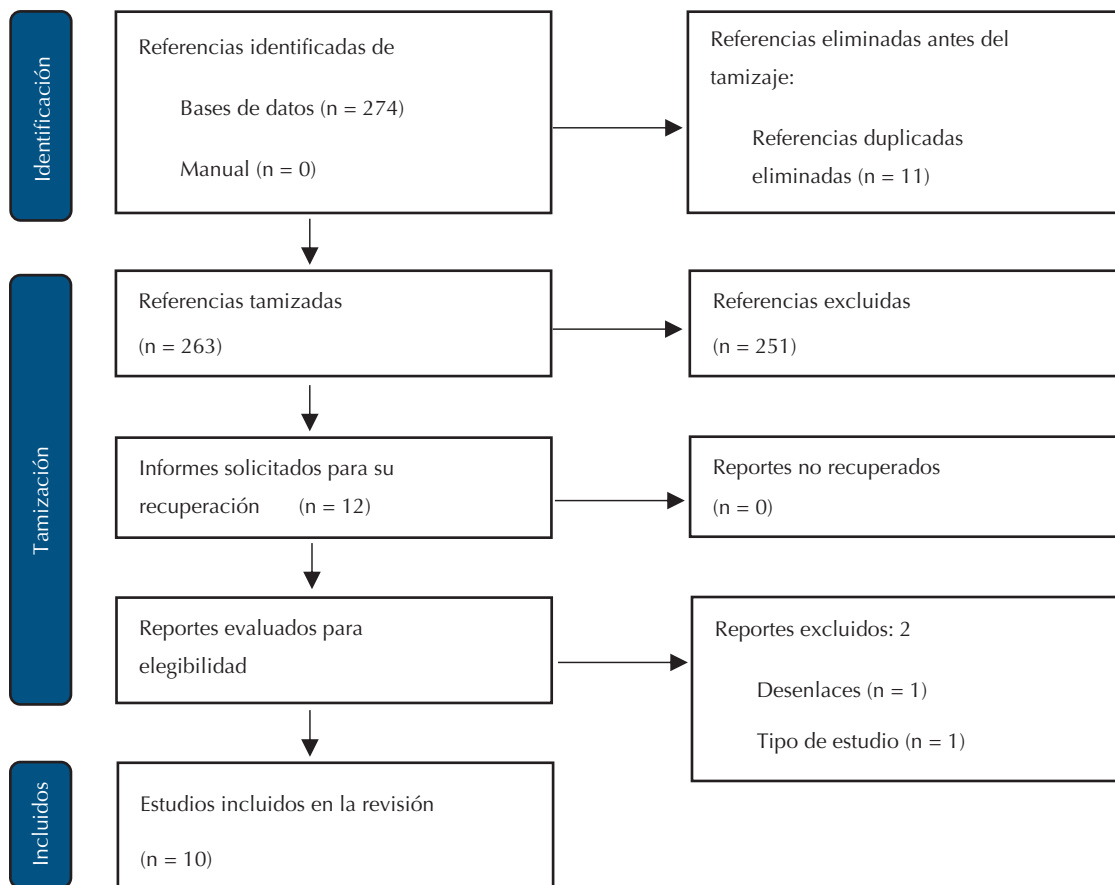 Identificación
Referencias identificadas de
Bases de datos (n = 274)
Manual (n = 0)
Referencias eliminadas antes del
tamizaje:
Referencias duplicadas
eliminadas (n = 11)
Tamización
Referencias tamizadas
(n = 263)
Referencias excluidas
(n = 251)
Informes solicitados para su
recuperación (n = 12)
Reportes no recuperados
(n = 0)
Reportes evaluados para
elegibilidad
Reportes excluidos: 2
Desenlaces (n = 1)
Tipo de estudio (n = 1)
Incluidos
Estudios incluidos en la revisión
(n = 10)